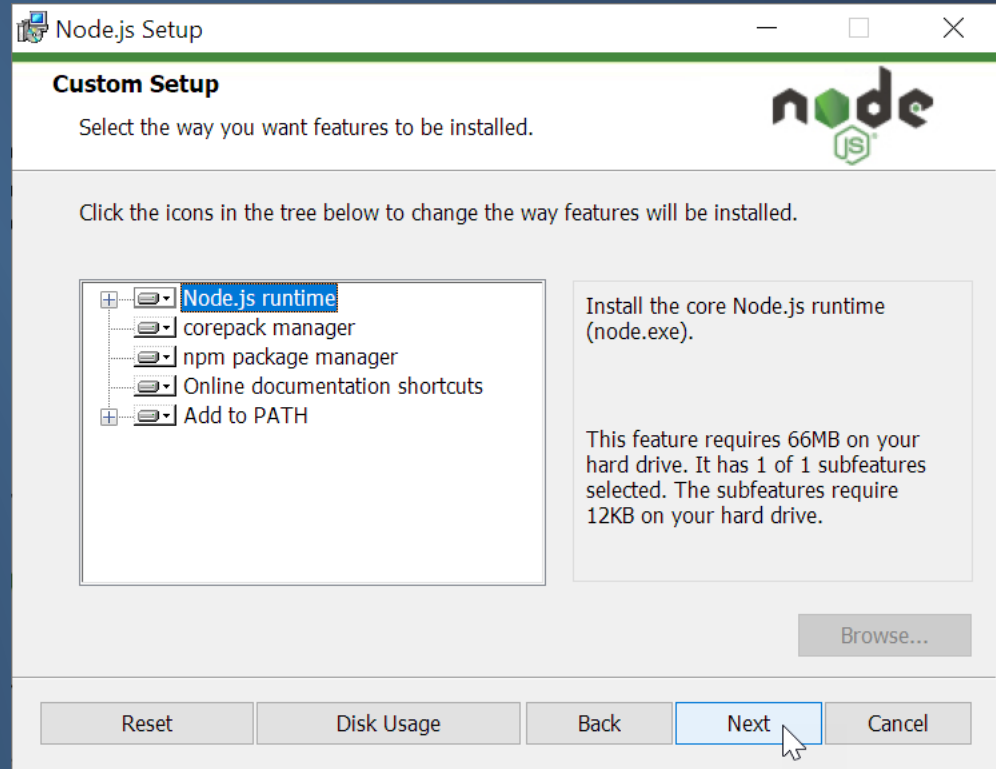 Node.js Setup
Custom Setup
Select the way you want features to be installed.
node
JS
Click the icons in the tree below to change the way features will be installed.
Node.js runtime
corepack manager
npm package manager
Online documentation shortcuts
Add to PATH
Install the core Node.js runtime
(node.exe).
This feature requires 66MB on your
hard drive. It has 1 of 1 subfeatures
selected. The subfeatures require
12KB on your hard drive.
Browse...
Reset Disk Usage Back Next Cancel